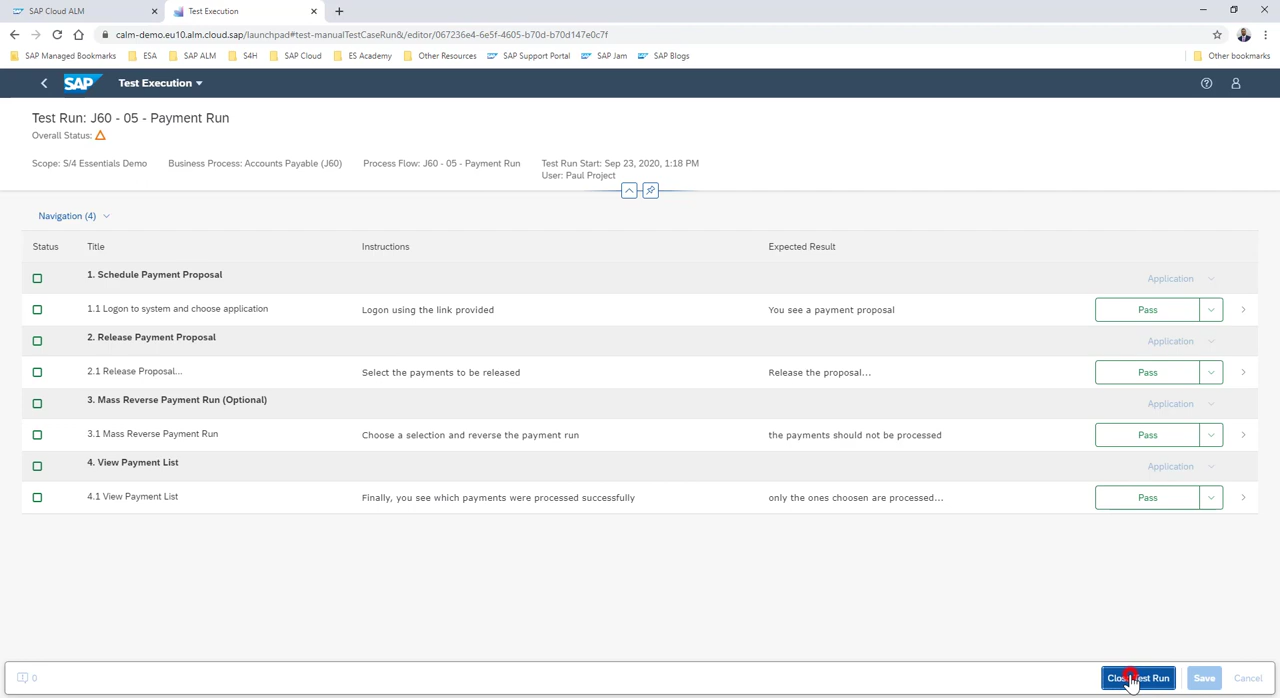 SAP Cloud ALM
Test Execution
calm-demo.eu10.alm.cloud.sap/launchpad#test-manualTestCaseRun&/editor/067236e4-6e5f-4605-b70d-b70d147e0c7f
SAP Managed Bookmarks ESA SAP ALM S4H SAP Cloud ES Academy Other Resources SAP Support Portal SAP Jam SAP Blogs Other bookmarks
SAP Test Execution
Test Run: J60 - 05 - Payment Run
Overall Status:
Scope: S/4 Essentials Demo Business Process: Accounts Payable (J60) Process Flow: J60 - 05 - Payment Run Test Run Start: Sep 23, 2020, 1:18 PM
User: Paul Project
Navigation (4)
Status Title Instructions Expected Result
1. Schedule Payment Proposal Application
1.1 Logon to system and choose application Logon using the link provided You see a payment proposal Pass
2. Release Payment Proposal Application
2.1 Release Proposal... Select the payments to be released Release the proposal... Pass
3. Mass Reverse Payment Run (Optional) Application
3.1 Mass Reverse Payment Run Choose a selection and reverse the payment run the payments should not be processed Pass
4. View Payment List Application
4.1 View Payment List Finally, you see which payments were processed successfully only the ones choosen are processed... Pass
0 Close Test Run Save Cancel